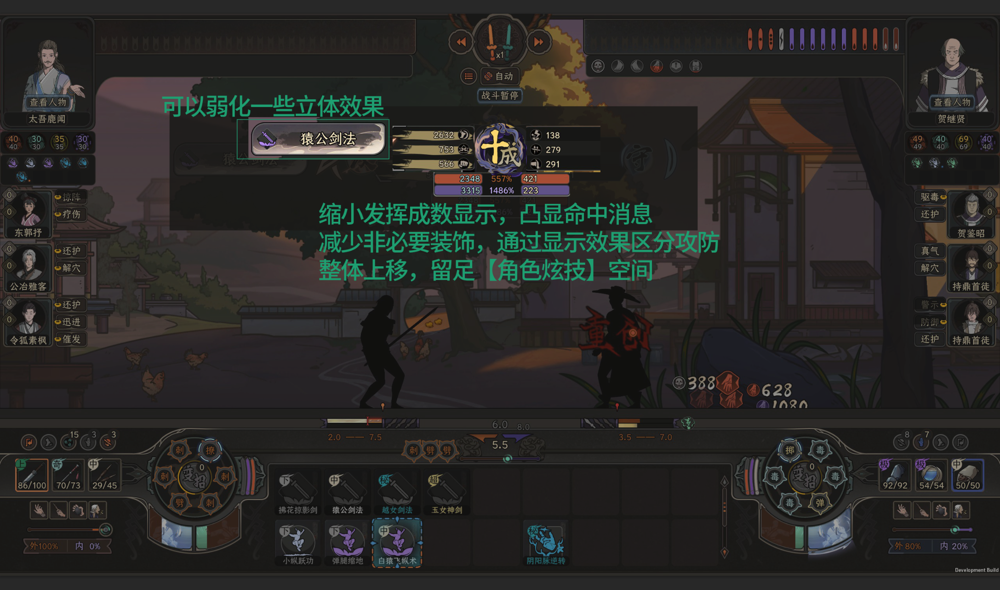 x1
自动
战斗暂停
查看人物
太吾鹿闻
查看人物
贺继贤
40
40
30
30
35
35
30
30
49
49
40
40
69
69
40
40
可以弱化一些立体效果
猿公剑法
猿公剑法
守
2632
753
566
十成
138
279
291
2348 557% 421
3315 1486% 223
2348 557% 421
缩小发挥成数显示，凸显命中消息
减少非必要装饰，通过显示效果区分攻防
整体上移，留足【角色炫技】空间
0
0
掠阵
疗伤
东郭抒
0
0
还护
解穴
公冶雅客
0
0
还护
迅进
催发
令狐素枫
驱毒
还护
0
0
贺鉴昭
真气
解穴
0
0
持鼎首徒
警示
防御
还护
0
0
持鼎首徒
重创
388
628
1080
6.0 8.0
2.0 —— 7.5
5.5
3.5 —— 7.0
15 3 3
8 7
刺 劈 劈
上 86/100
奇 70/73
中 29/45
刺 撩 刺 刺 劈 刺
0
变招
掷 毒 毒 毒 毒 弹
0
变招
极 92/92
极 54/54
中 50/50
下 拂花掠影剑
中 猿公剑法
秘 越女剑法
超 玉女神剑
下 小纵跃功
下 弹腿缩地
中 白猿飞纵术
秘 阴阳脉逆转
外100% 内 0%
外 80% 内 20%
Development Build